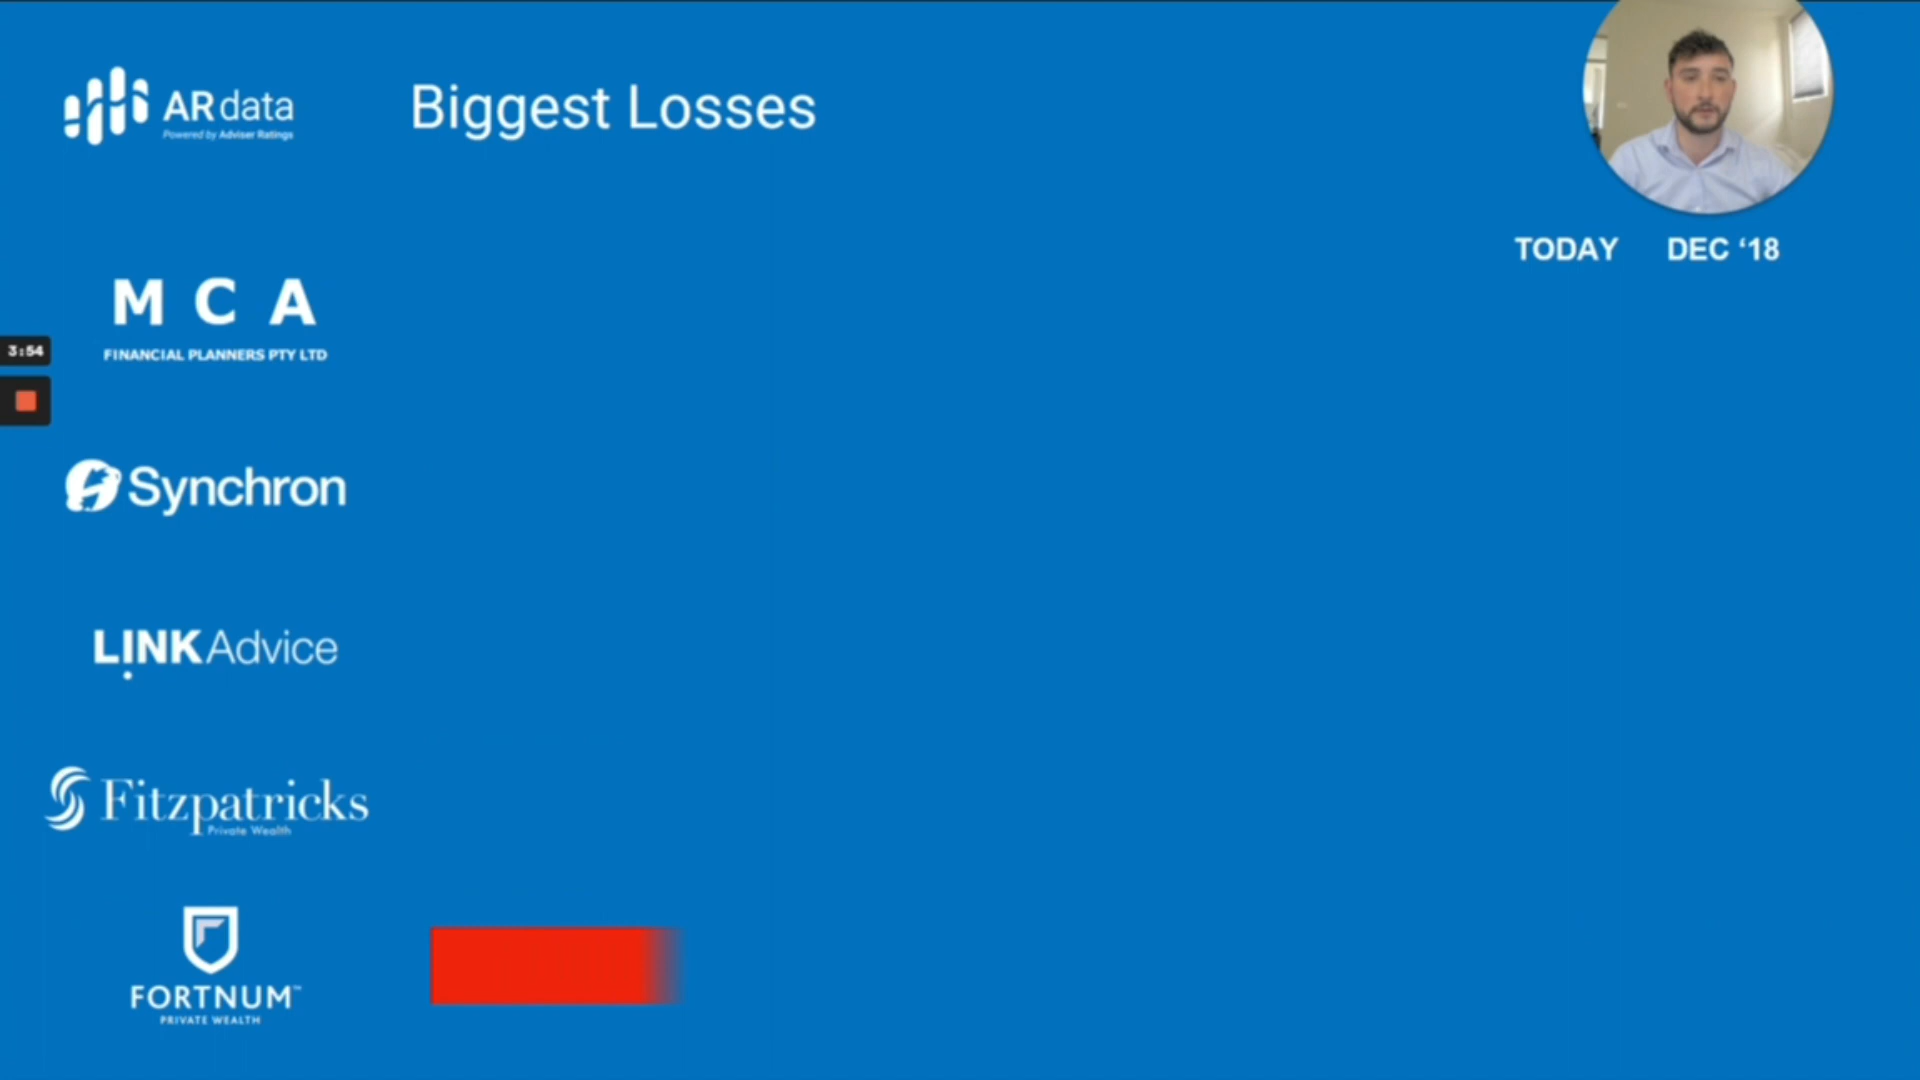 ARdata
Powered by Adviser Ratings
Biggest Losses
TODAY DEC ‘18
M C A
FINANCIAL PLANNERS PTY LTD
3:54
Synchron
LINKAdvice
Fitzpatricks
Private Wealth
FORTNUM™
PRIVATE WEALTH